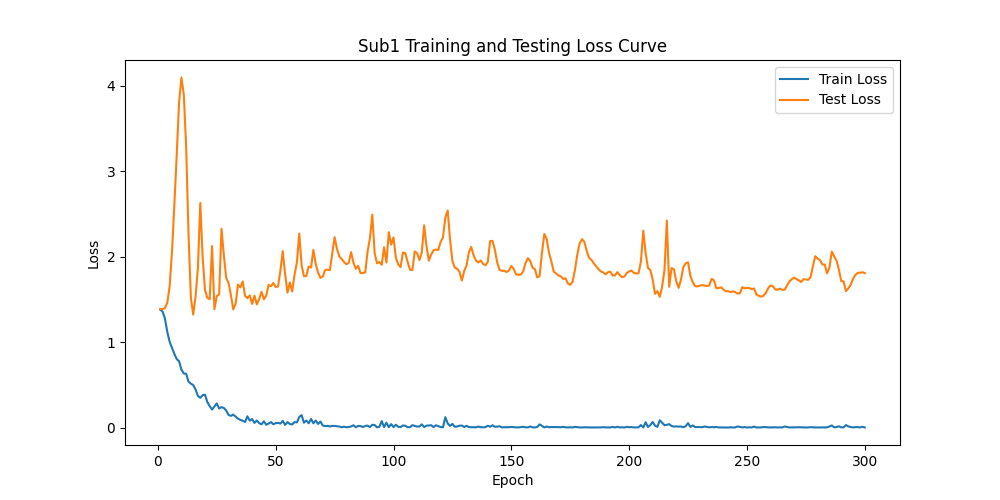 Sub1 Training and Testing Loss Curve
Train Loss
Test Loss
Loss
4
3
2
1
0
0 50 100 150 200 250 300
Epoch